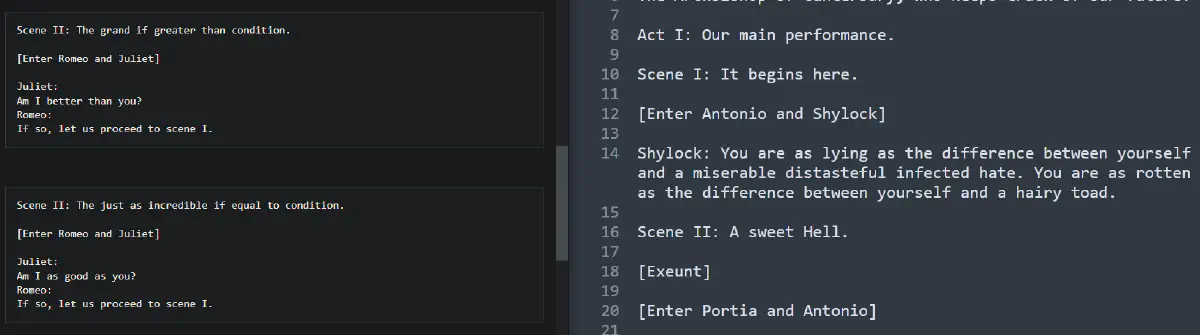 Scene II: The grand if greater than condition.
[Enter Romeo and Juliet]
Juliet:
Am I better than you?
Romeo:
If so, let us proceed to scene I.
Scene II: The just as incredible if equal to condition.
[Enter Romeo and Juliet]
Juliet:
Am I as good as you?
Romeo:
If so, let us proceed to scene I.
7
8 Act I: Our main performance.
9
10 Scene I: It begins here.
11
12 [Enter Antonio and Shylock]
13
14 Shylock: You are as lying as the difference between yourself
and a miserable distasteful infected hate. You are as rotten
as the difference between yourself and a hairy toad.
15
16 Scene II: A sweet Hell.
17
18 [Exeunt]
19
20 [Enter Portia and Antonio]
21